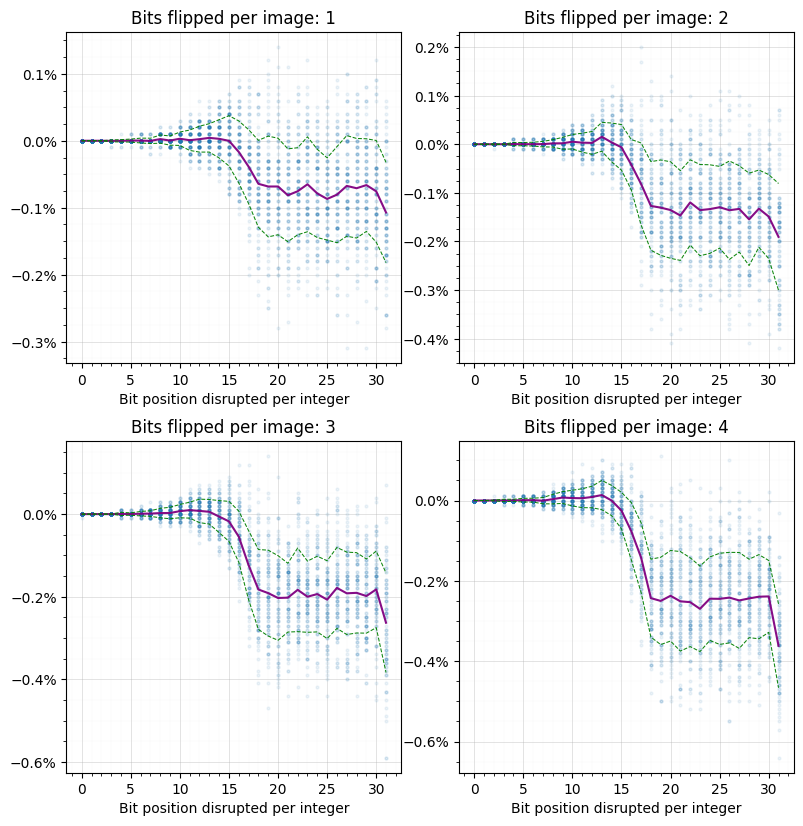 Bits flipped per image: 1
0.1%
0.0%
−0.1%
−0.2%
−0.3%
0 5 10 15 20 25 30
Bit position disrupted per integer
Bits flipped per image: 2
0.2%
0.1%
0.0%
−0.1%
−0.2%
−0.3%
−0.4%
0 5 10 15 20 25 30
Bit position disrupted per integer
Bits flipped per image: 3
0.0%
−0.2%
−0.4%
−0.6%
0 5 10 15 20 25 30
Bit position disrupted per integer
Bits flipped per image: 4
0.0%
−0.2%
−0.4%
−0.6%
0 5 10 15 20 25 30
Bit position disrupted per integer